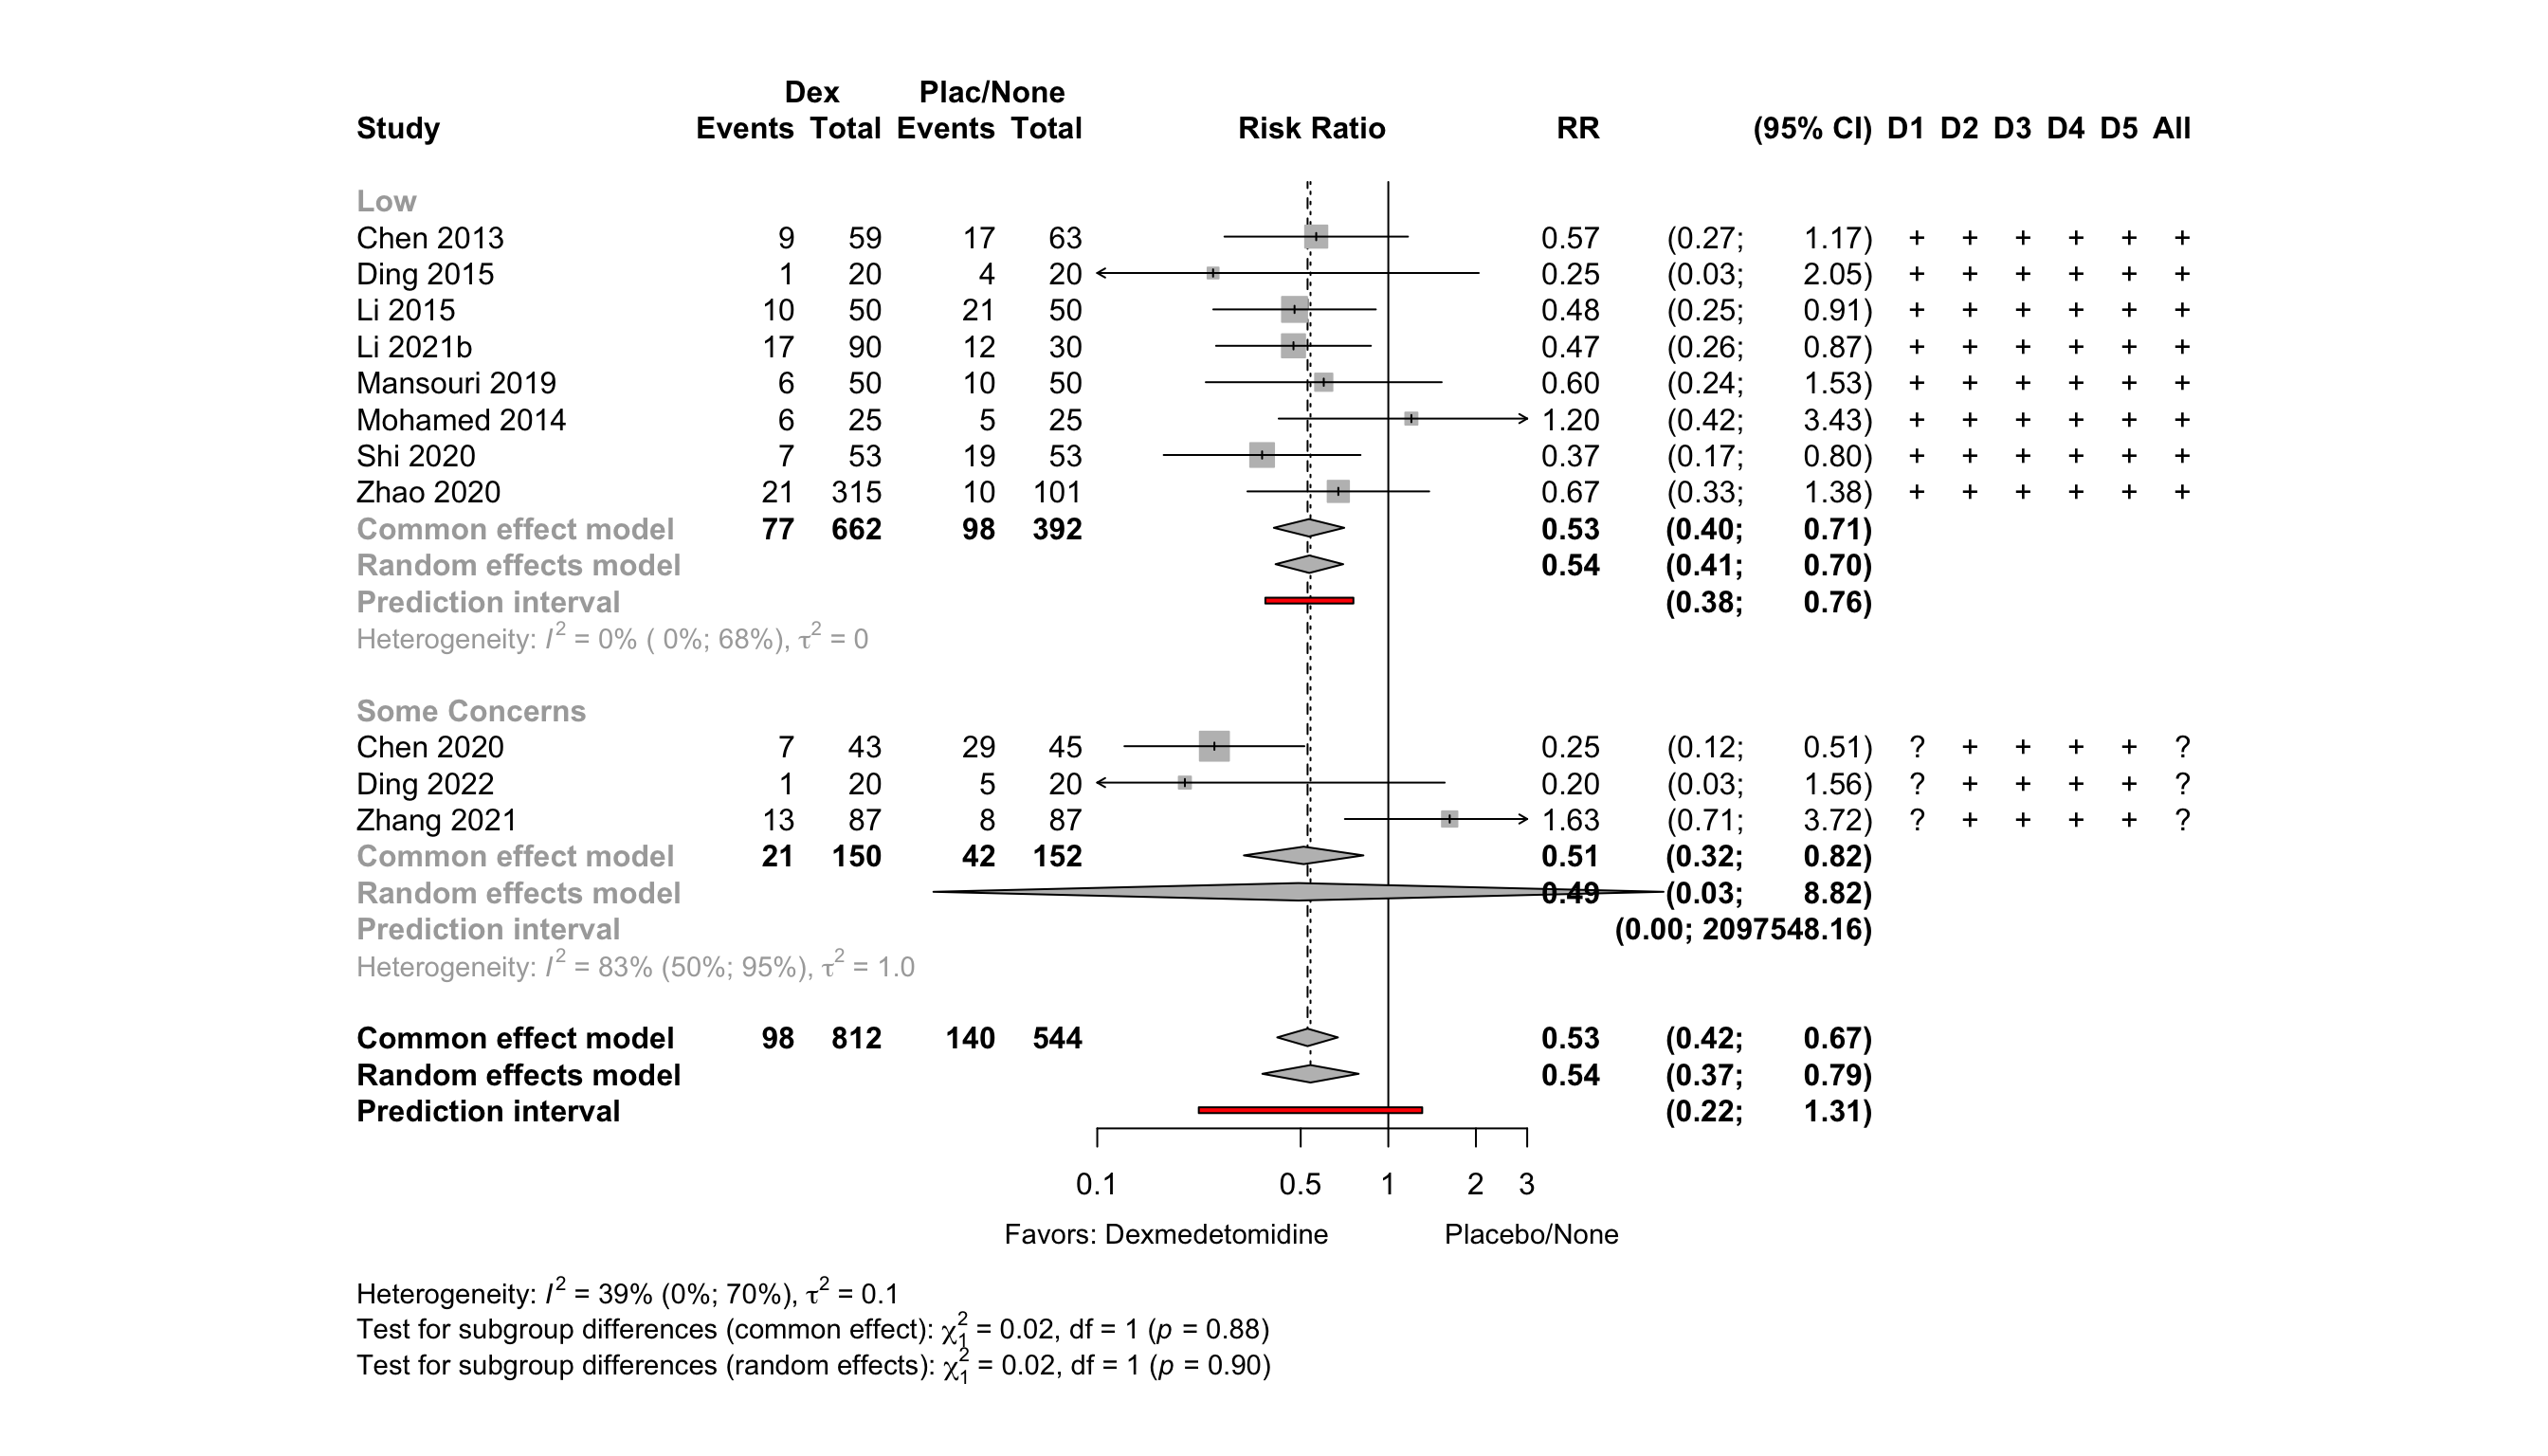 Dex Plac/None
Study Events Total Events Total Risk Ratio RR (95% CI) D1 D2 D3 D4 D5 All
Low
Chen 2013 9 59 17 63 0.57 (0.27; 1.17) + + + + + +
Ding 2015 1 20 4 20 0.25 (0.03; 2.05) + + + + + +
Li 2015 10 50 21 50 0.48 (0.25; 0.91) + + + + + +
Li 2021b 17 90 12 30 0.47 (0.26; 0.87) + + + + + +
Mansouri 2019 6 50 10 50 0.60 (0.24; 1.53) + + + + + +
Mohamed 2014 6 25 5 25 1.20 (0.42; 3.43) + + + + + +
Shi 2020 7 53 19 53 0.37 (0.17; 0.80) + + + + + +
Zhao 2020 21 315 10 101 0.67 (0.33; 1.38) + + + + + +
Common effect model 77 662 98 392 0.53 (0.40; 0.71)
Random effects model 0.54 (0.41; 0.70)
Prediction interval (0.38; 0.76)
Heterogeneity: I² = 0% ( 0%; 68%), τ² = 0
Some Concerns
Chen 2020 7 43 29 45 0.25 (0.12; 0.51) ? + + + + ?
Ding 2022 1 20 5 20 0.20 (0.03; 1.56) ? + + + + ?
Zhang 2021 13 87 8 87 1.63 (0.71; 3.72) ? + + + + ?
Common effect model 21 150 42 152 0.51 (0.32; 0.82)
Random effects model 0.49 (0.03; 8.82)
Prediction interval (0.00; 2097548.16)
Heterogeneity: I² = 83% (50%; 95%), τ² = 1.0
Common effect model 98 812 140 544 0.53 (0.42; 0.67)
Random effects model 0.54 (0.37; 0.79)
Prediction interval (0.22; 1.31)
0.1 0.5 1 2 3
Favors: Dexmedetomidine Placebo/None
Heterogeneity: I² = 39% (0%; 70%), τ² = 0.1
Test for subgroup differences (common effect): χ₁² = 0.02, df = 1 (p = 0.88)
Test for subgroup differences (random effects): χ₁² = 0.02, df = 1 (p = 0.90)